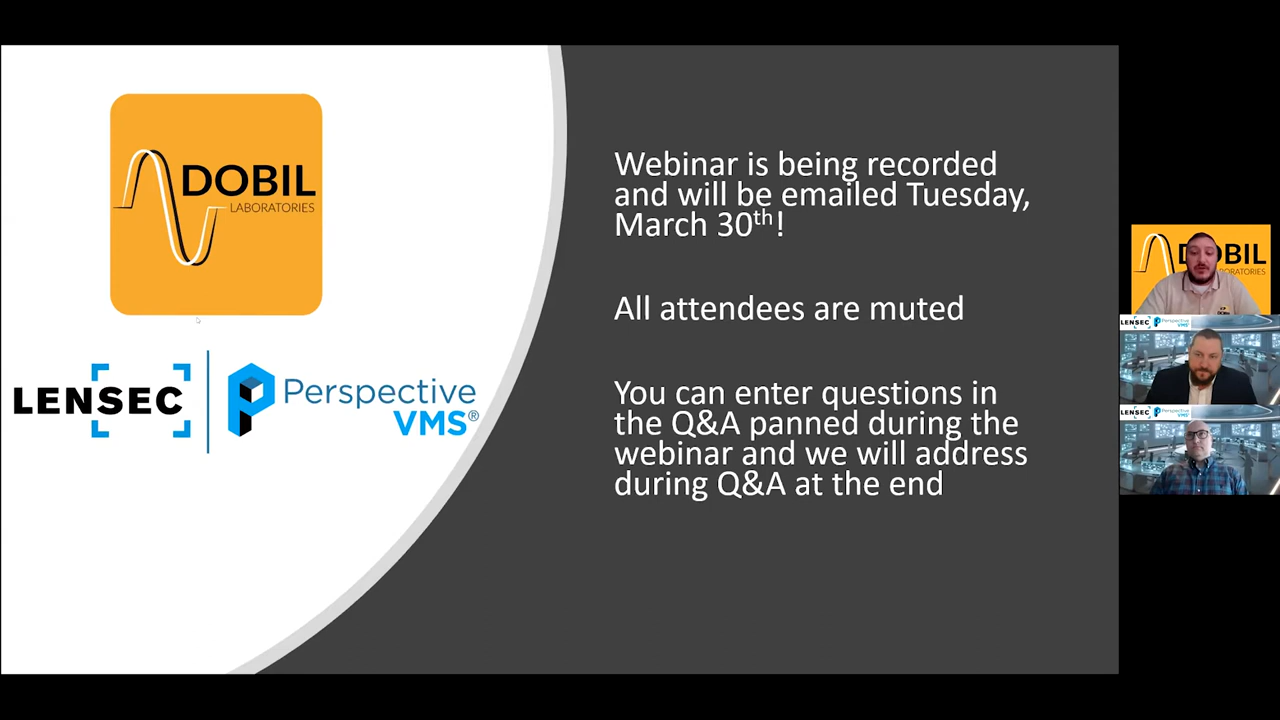 DOBIL
LABORATORIES
LENSEC
Perspective
VMS®
Webinar is being recorded
and will be emailed Tuesday,
March 30th!
All attendees are muted
You can enter questions in
the Q&A panned during the
webinar and we will address
during Q&A at the end
DOBIL
LENSEC
Perspective
VMS
LENSEC
Perspective
VMS